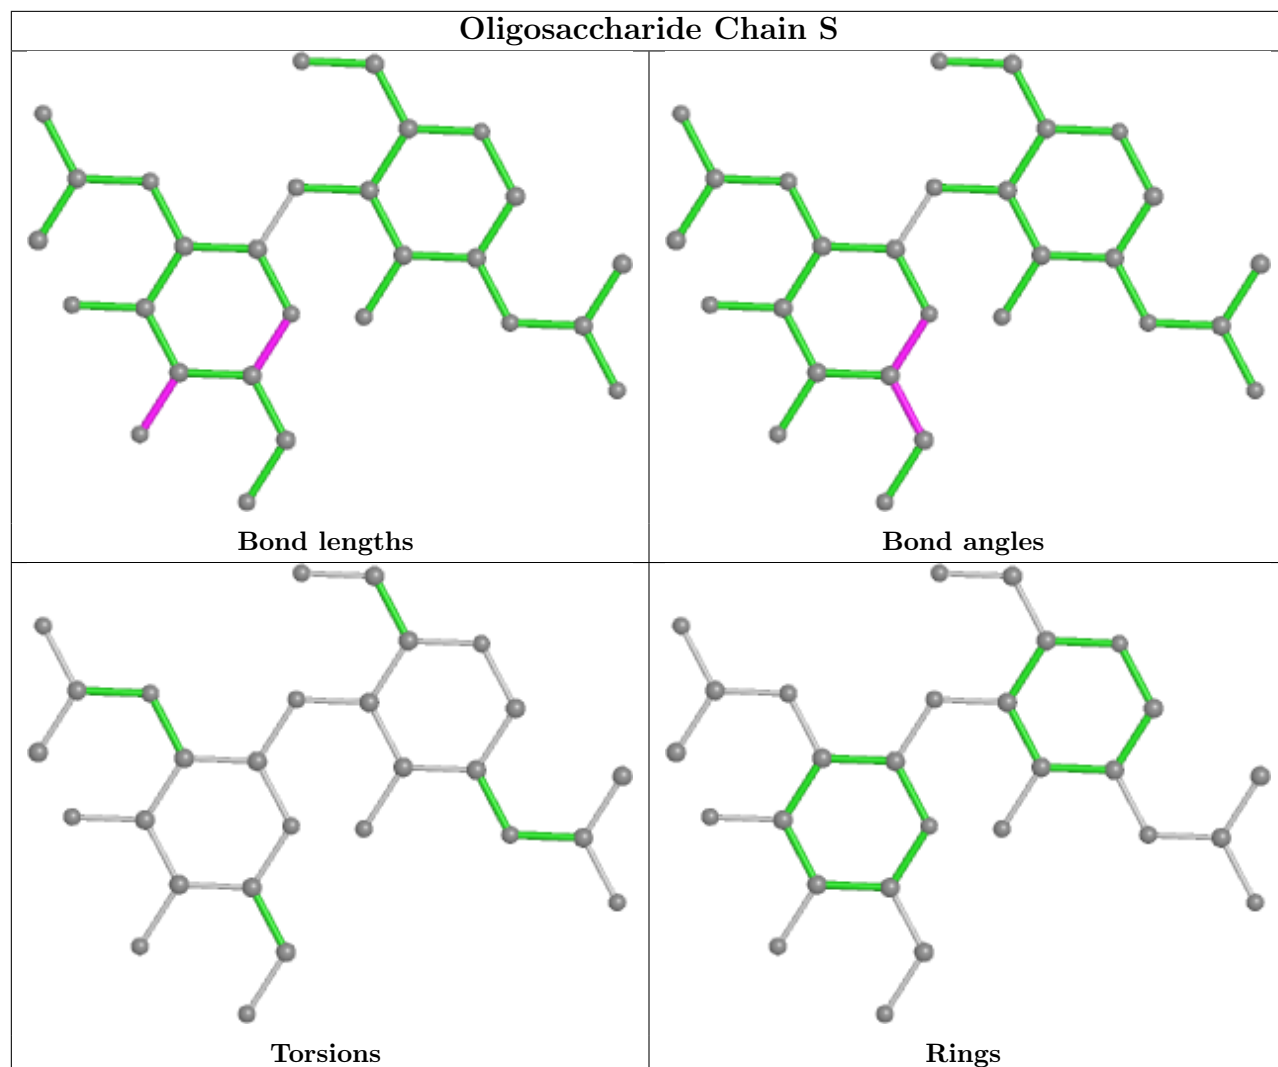 Oligosaccharide Chain S
Bond lengths
Bond angles
Torsions
Rings